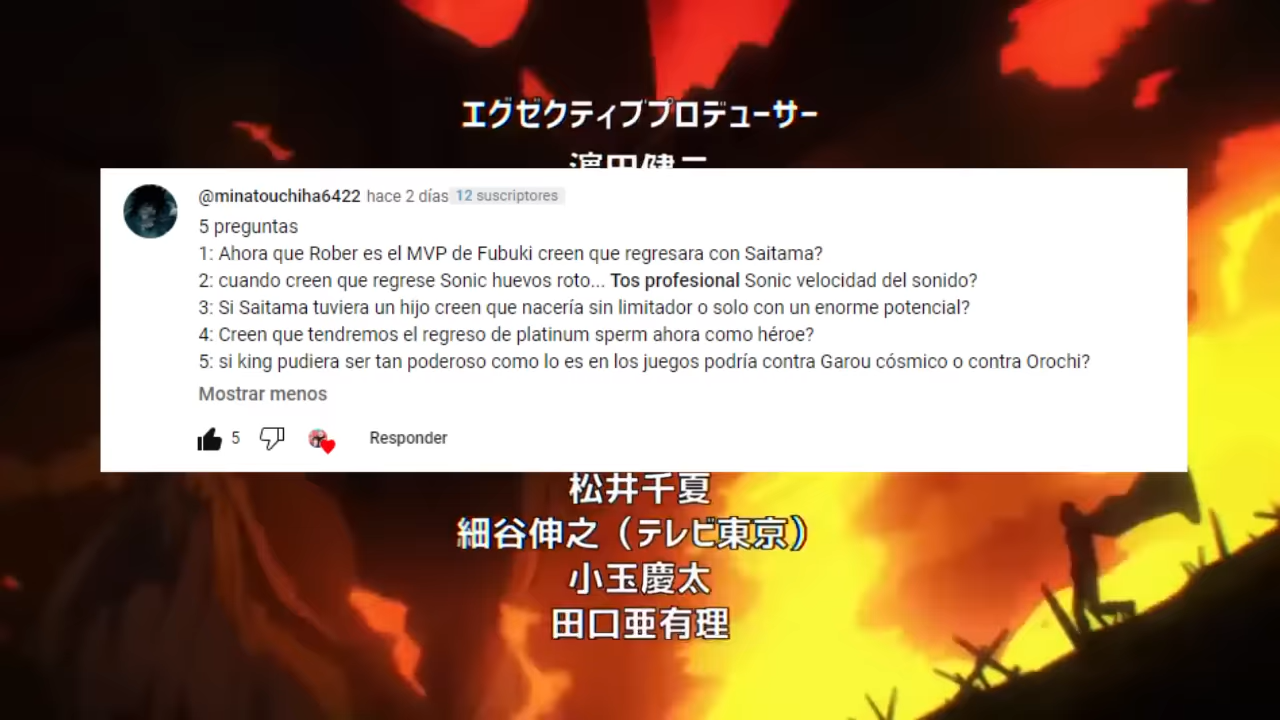 エグゼクティブプロデューサー
濱田健二
@minatouchiha6422 hace 2 días 12 suscriptores
5 preguntas
1: Ahora que Rober es el MVP de Fubuki creen que regresara con Saitama?
2: cuando creen que regrese Sonic huevos roto... Tos profesional Sonic velocidad del sonido?
3: Si Saitama tuviera un hijo creen que nacería sin limitador o solo con un enorme potencial?
4: Creen que tendremos el regreso de platinum sperm ahora como héroe?
5: si king pudiera ser tan poderoso como lo es en los juegos podría contra Garou cósmico o contra Orochi?
Mostrar menos
5
Responder
松井千夏
細谷伸之（テレビ東京）
小玉慶太
田口亜有理